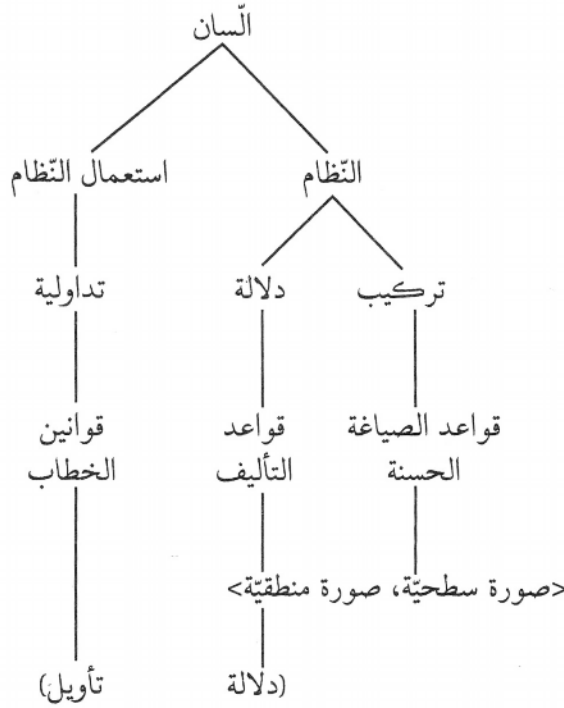 الّسان
النّظام استعمال النّظام
تركيب دلالة تداولية
قواعد الصياغة قواعد قوانين
الحسنة التأليف الخطاب
<صورة سطحيّة، صورة منطقيّة>
(دلالة تأويل)